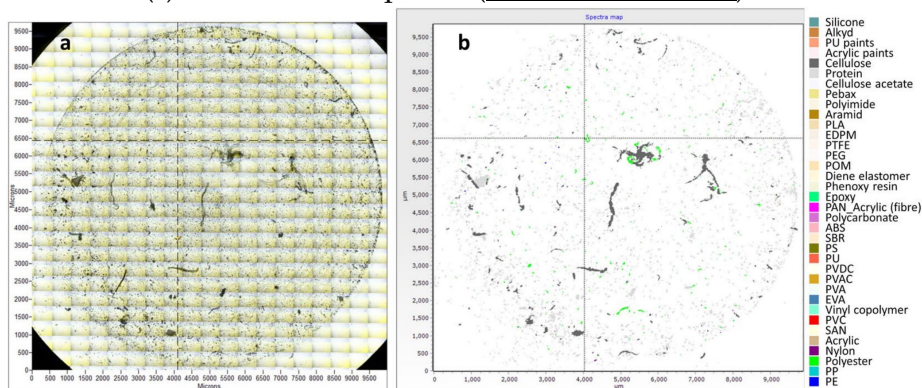 a
9500
9000
8500
8000
7500
7000
6500
6000
5500
5000
4500
4000
3500
3000
2500
2000
1500
1000
500
0
Microns
0 500 1000 1500 2000 2500 3000 3500 4000 4500 5000 5500 6000 6500 7000 7500 8000 8500 9000 9500
Microns
Spectra map
b
9,500
9,000
8,500
8,000
7,500
7,000
6,500
6,000
5,500
5,000
4,500
4,000
3,500
3,000
2,500
2,000
1,500
1,000
500
0
µm
0 1,000 2,000 3,000 4,000 5,000 6,000 7,000 8,000 9,000
µm
Silicone
Alkyd
PU paints
Acrylic paints
Cellulose
Protein
Cellulose acetate
Pebax
Polyimide
Aramid
PLA
EDPM
PTFE
PEG
POM
Diene elastomer
Phenoxy resin
Epoxy
PAN_Acrylic (fibre)
Polycarbonate
ABS
SBR
PS
PU
PVDC
PVAC
PVA
EVA
Vinyl copolymer
PVC
SAN
Acrylic
Nylon
Polyester
PP
PE